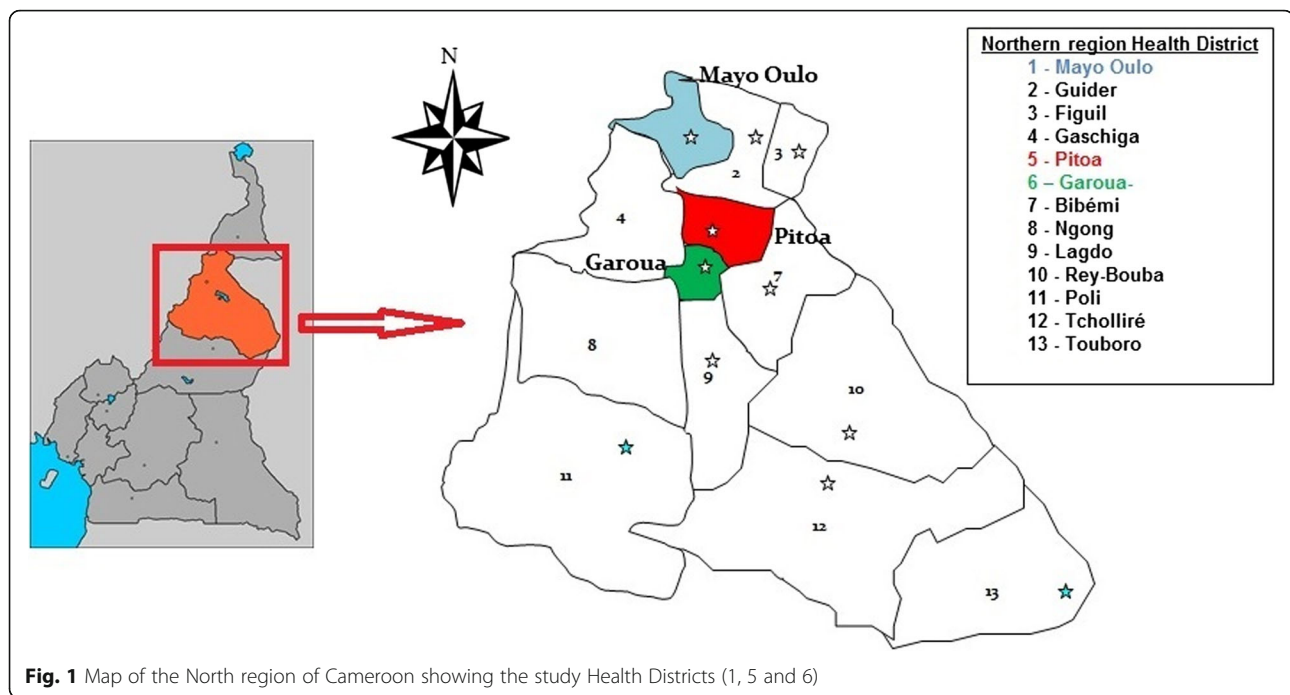 N
Mayo Oulo
2
3
4
Pitoa
Garoua
7
8
9
10
11
12
13
Northern region Health District
1 - Mayo Oulo
2 - Guider
3 - Figuil
4 - Gaschiga
5 - Pitoa
6 – Garoua-
7 - Bibémi
8 - Ngong
9 - Lagdo
10 - Rey-Bouba
11 - Poli
12 - Tcholliré
13 - Touboro
Fig. 1 Map of the North region of Cameroon showing the study Health Districts (1, 5 and 6)